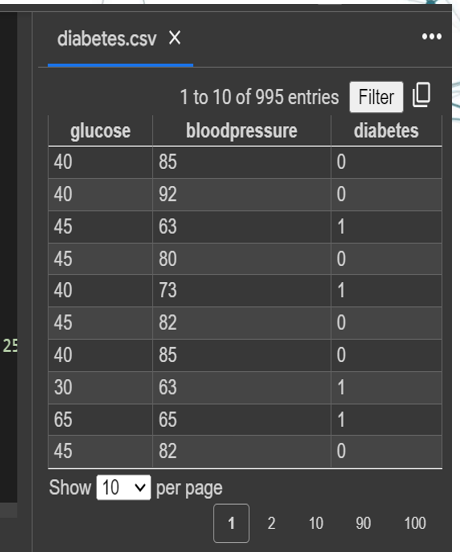 diabetes.csv X
1 to 10 of 995 entries Filter
glucose bloodpressure diabetes
40 85 0
40 92 0
45 63 1
45 80 0
40 73 1
45 82 0
25
40 85 0
30 63 1
65 65 1
45 82 0
Show 10 per page
1 2 10 90 100